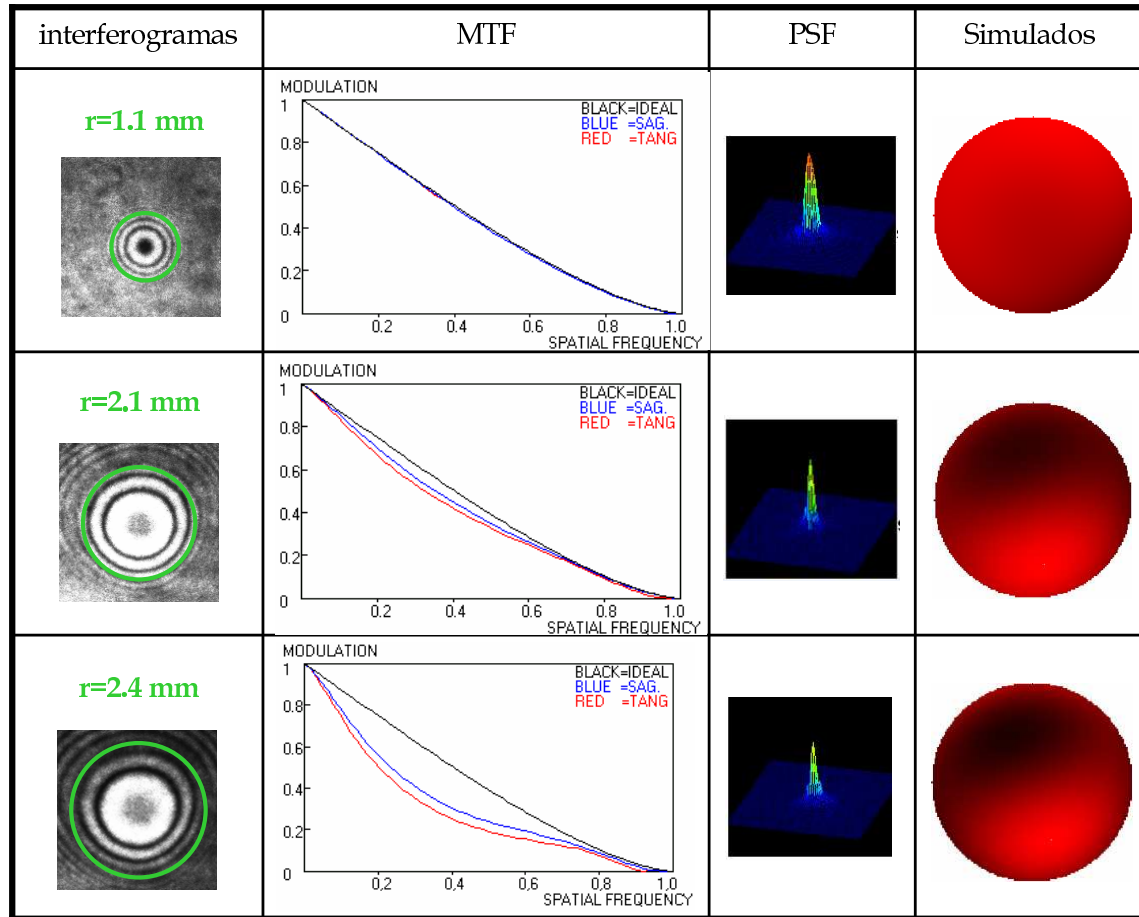 interferogramas MTF PSF Simulados
r=1.1 mm
MODULATION
BLACK=IDEAL
BLUE =SAG.
RED =TANG
1
0.8
0.6
0.4
0.2
0
0.2 0.4 0.6 0.8 1.0
SPATIAL FREQUENCY
r=2.1 mm
MODULATION
BLACK=IDEAL
BLUE =SAG.
RED =TANG
1
0.8
0.6
0.4
0.2
0
0.2 0.4 0.6 0.8 1.0
SPATIAL FREQUENCY
r=2.4 mm
MODULATION
BLACK=IDEAL
BLUE =SAG.
RED =TANG
1
0.8
0.6
0.4
0.2
0
0.2 0.4 0.6 0.8 1.0
SPATIAL FREQUENCY